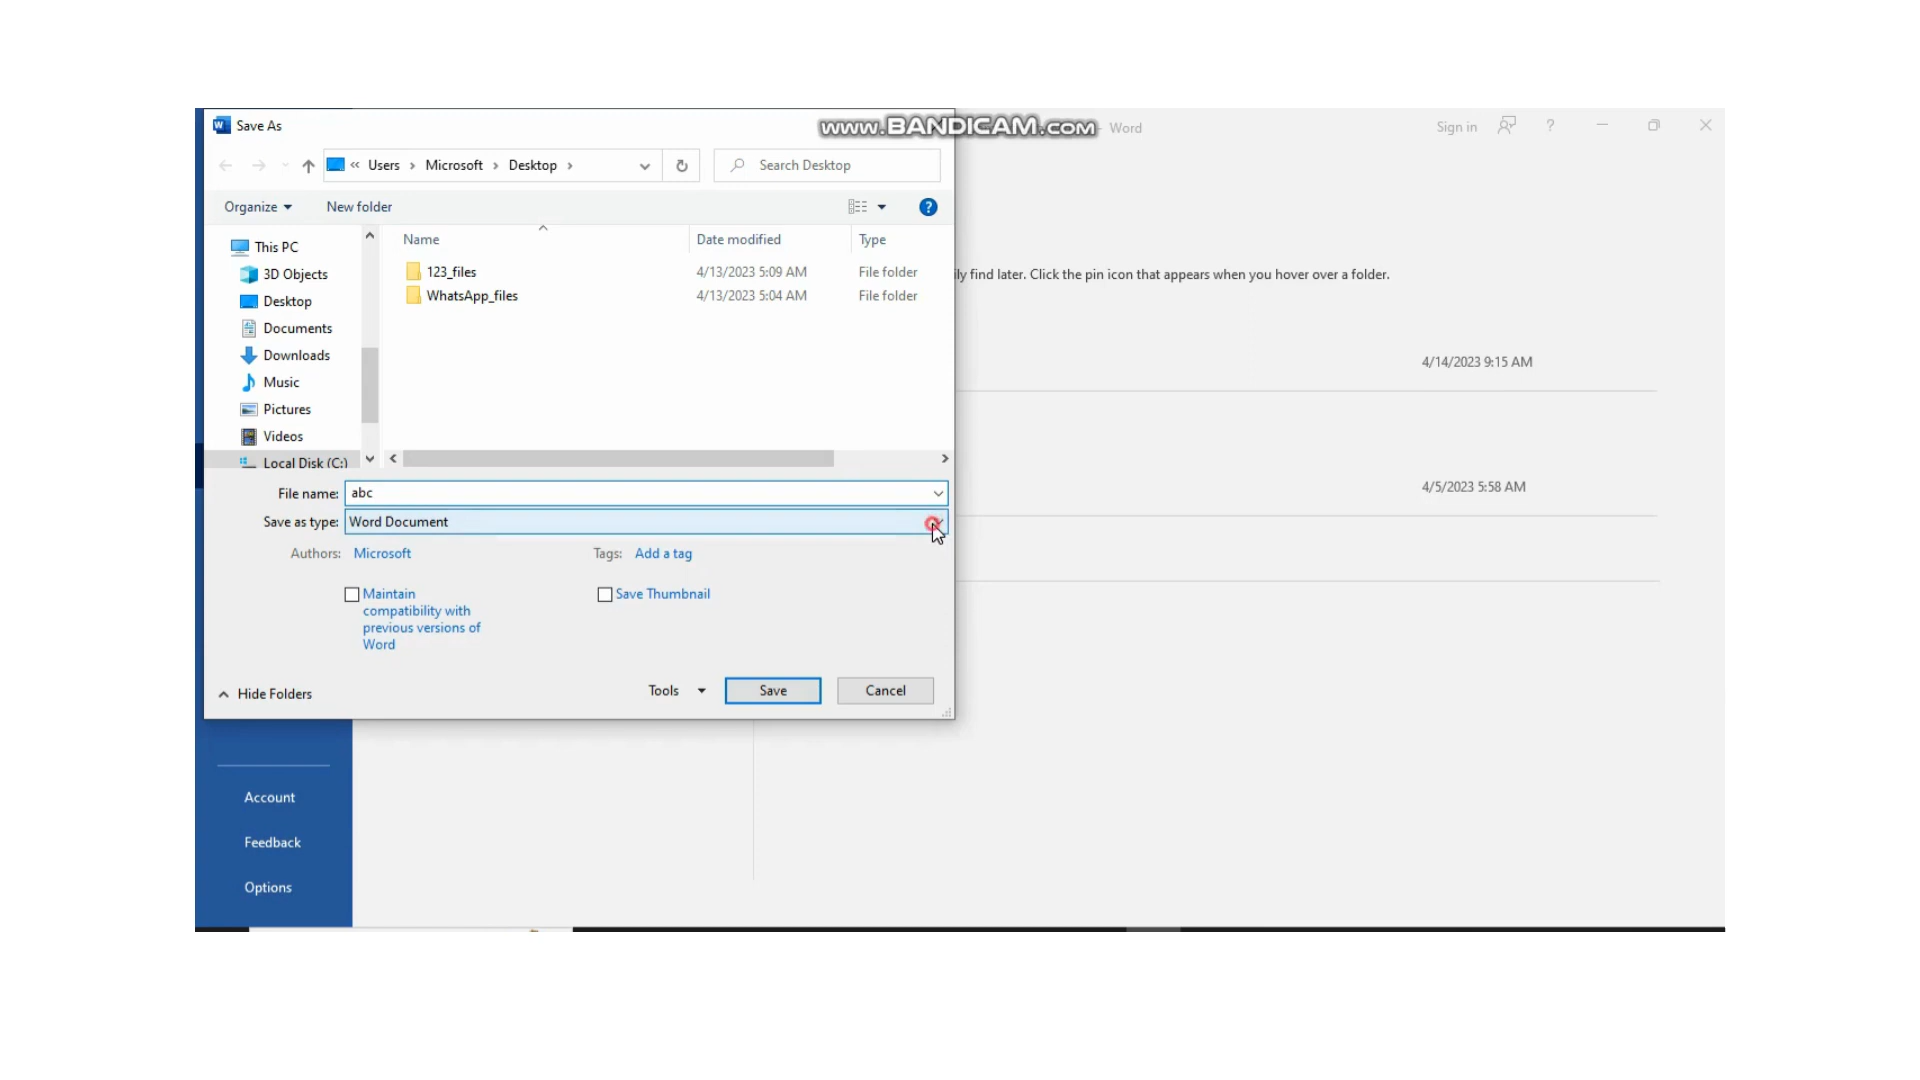 Save As
www.BANDICAM.com
Word
Sign in
?
« Users > Microsoft > Desktop >
Search Desktop
Organize
New folder
?
This PC
3D Objects
Desktop
Documents
Downloads
Music
Pictures
Videos
Local Disk (C:)
Name Date modified Type
123_files 4/13/2023 5:09 AM File folder
WhatsApp_files 4/13/2023 5:04 AM File folder
ily find later. Click the pin icon that appears when you hover over a folder.
4/14/2023 9:15 AM
4/5/2023 5:58 AM
File name: abc
Save as type: Word Document
Authors: Microsoft
Tags: Add a tag
Maintain
compatibility with
previous versions of
Word
Save Thumbnail
Hide Folders
Tools
Save
Cancel
Account
Feedback
Options